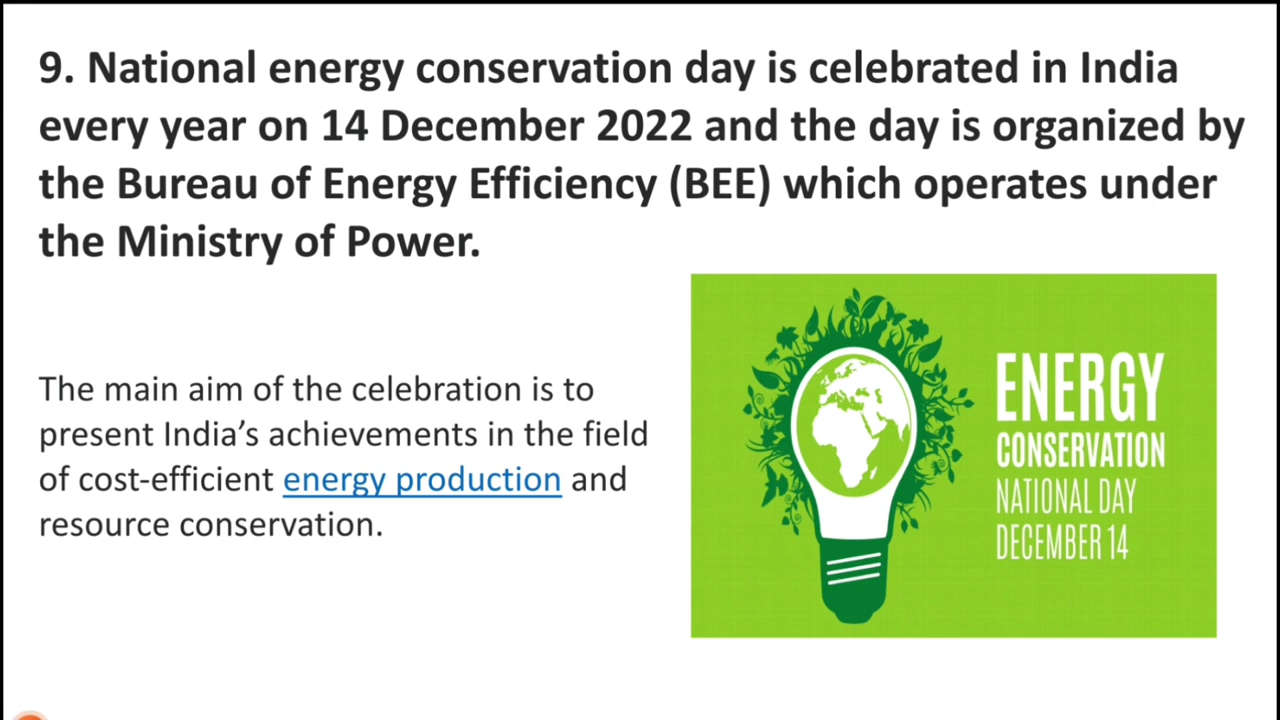 9. National energy conservation day is celebrated in India
every year on 14 December 2022 and the day is organized by
the Bureau of Energy Efficiency (BEE) which operates under
the Ministry of Power.
The main aim of the celebration is to
present India’s achievements in the field
of cost-efficient energy production and
resource conservation.
ENERGY
CONSERVATION
NATIONAL DAY
DECEMBER 14